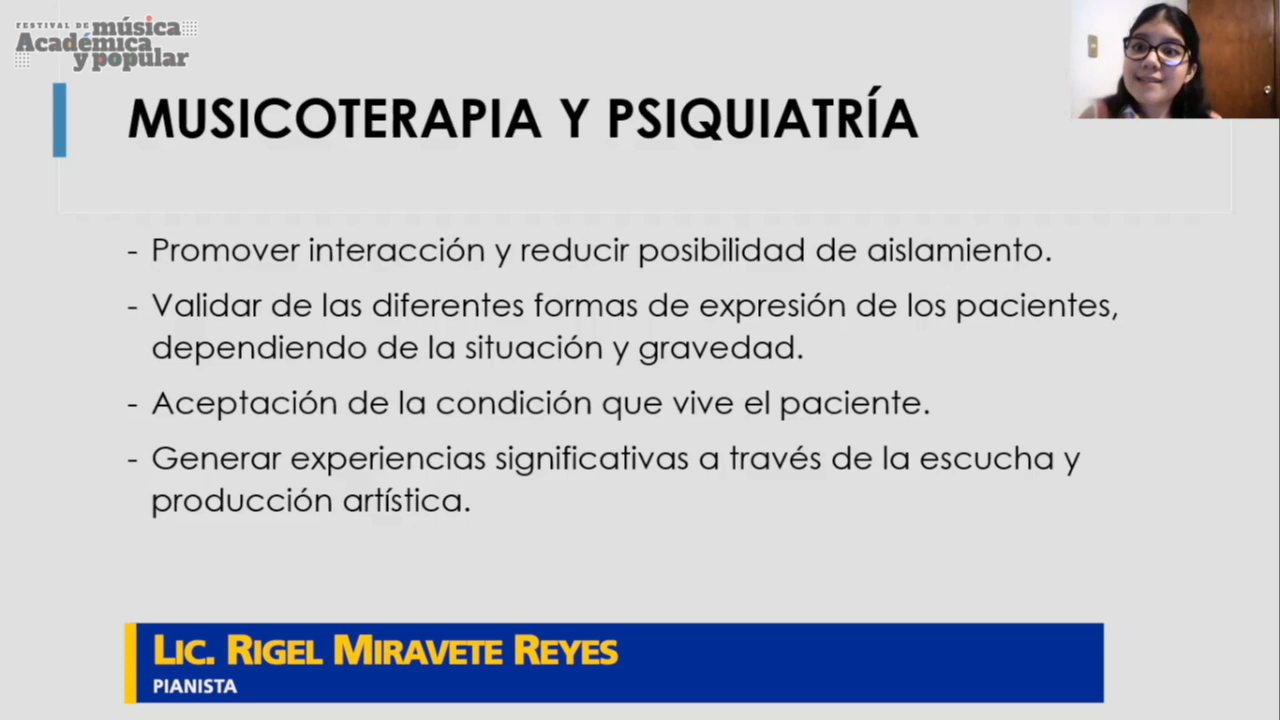 FESTIVAL DE música
Académica
y popular
MUSICOTERAPIA Y PSIQUIATRÍA
- Promover interacción y reducir posibilidad de aislamiento.
- Validar de las diferentes formas de expresión de los pacientes,
dependiendo de la situación y gravedad.
- Aceptación de la condición que vive el paciente.
- Generar experiencias significativas a través de la escucha y
producción artística.
LIC. RIGEL MIRAVETE REYES
PIANISTA